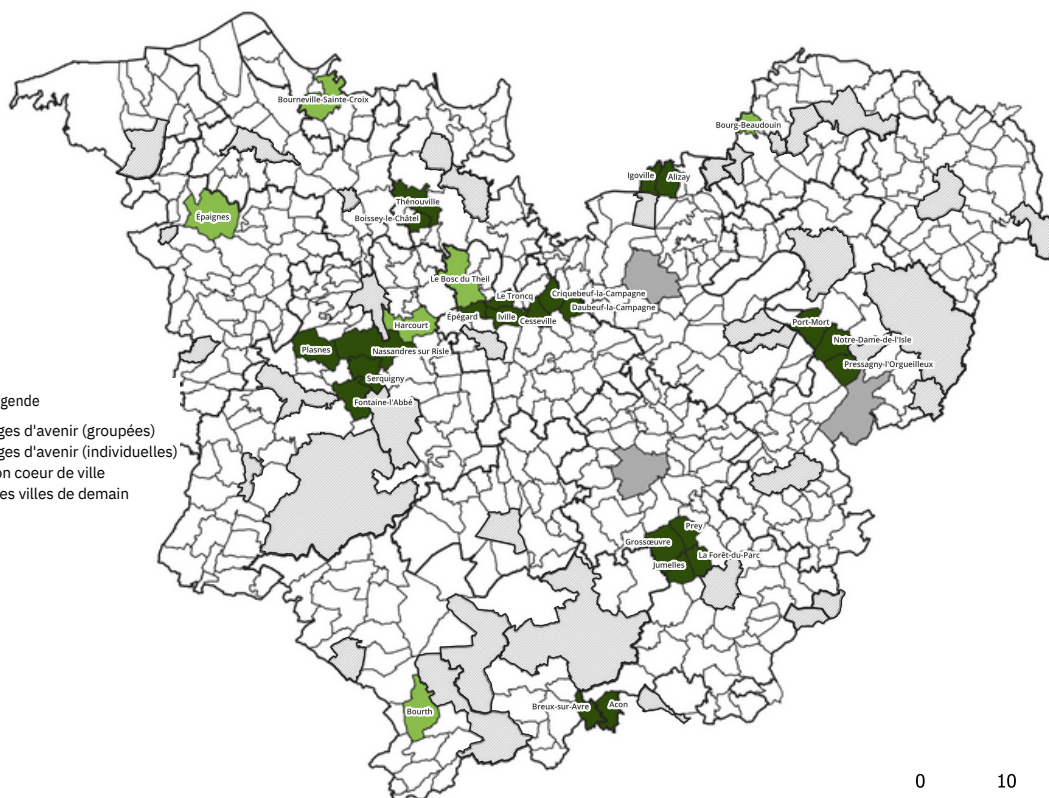 Bourneville-Sainte-Croix
Bourg-Beaudouin
Igoville
Alizay
Thénouville
Épaignes
Boissey-le-Châtel
Le Bosc du Theil
Le Troncq
Criquebeuf-la-Campagne
Daubeuf-la-Campagne
Épégard
Iville
Cesseville
Harcourt
Port-Mort
Notre-Dame-de-l'Isle
Plasnes
Nassandres sur Risle
Pressagny-l'Orgueilleux
Serquigny
Fontaine-l'Abbé
gende
ges d'avenir (groupées)
ges d'avenir (individuelles)
on coeur de ville
es villes de demain
Prey
Grossœuvre
La Forêt-du-Parc
Jumelles
Breux-sur-Avre
Acon
Bourth
0 10